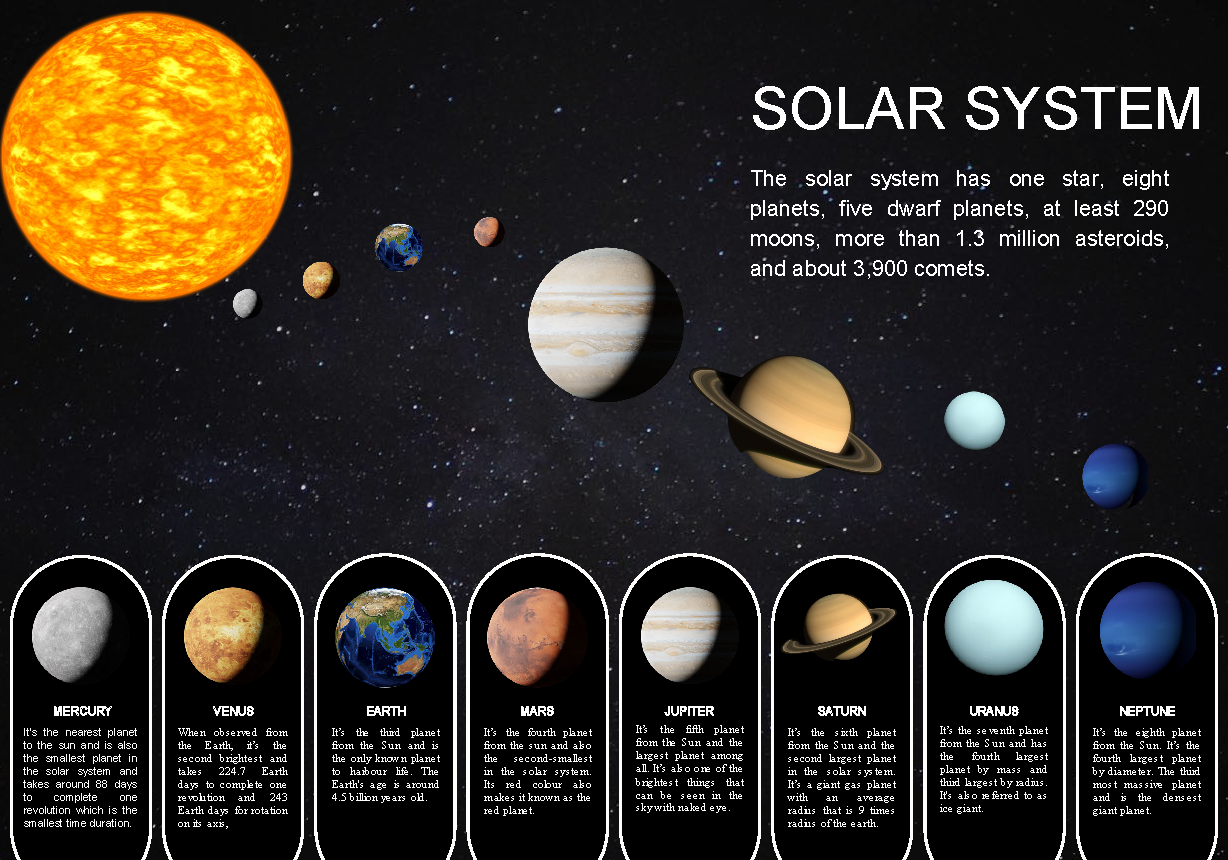 SOLAR SYSTEM
The solar system has one star, eight
planets, five dwarf planets, at least 290
moons, more than 1.3 million asteroids,
and about 3,900 comets.
MERCURY
It's the nearest planet
to the sun and is also
the smallest planet in
the solar system and
takes around 88 days
to complete one
revolution which is the
smallest time duration.
VENUS
When observed from
the Earth, it's the
second brightest and
takes 224.7 Earth
days to complete one
revolution and 243
Earth days for rotation
on its axis,
EARTH
It's the third planet
from the Sun and is
the only known planet
to harbour life. The
Earth's age is around
4.5 billion years old.
MARS
It's the fourth planet
from the sun and also
the second-smallest
in the solar system.
Its red colour also
makes it known as the
red planet.
JUPITER
It's the fifth planet
from the Sun and the
largest planet among
all. It's also one of the
brightest things that
can be seen in the
sky with naked eye.
SATURN
It's the sixth planet
from the Sun and the
second largest planet
in the solar system.
It's a giant gas planet
with an average
radius that is 9 times
radius of the earth.
URANUS
It's the seventh planet
from the Sun and has
the fourth largest
planet by mass and
third largest by radius.
It's also referred to as
ice giant.
NEPTUNE
It's the eighth planet
from the Sun. It's the
fourth largest planet
by diameter. The third
most massive planet
and is the densest
giant planet.